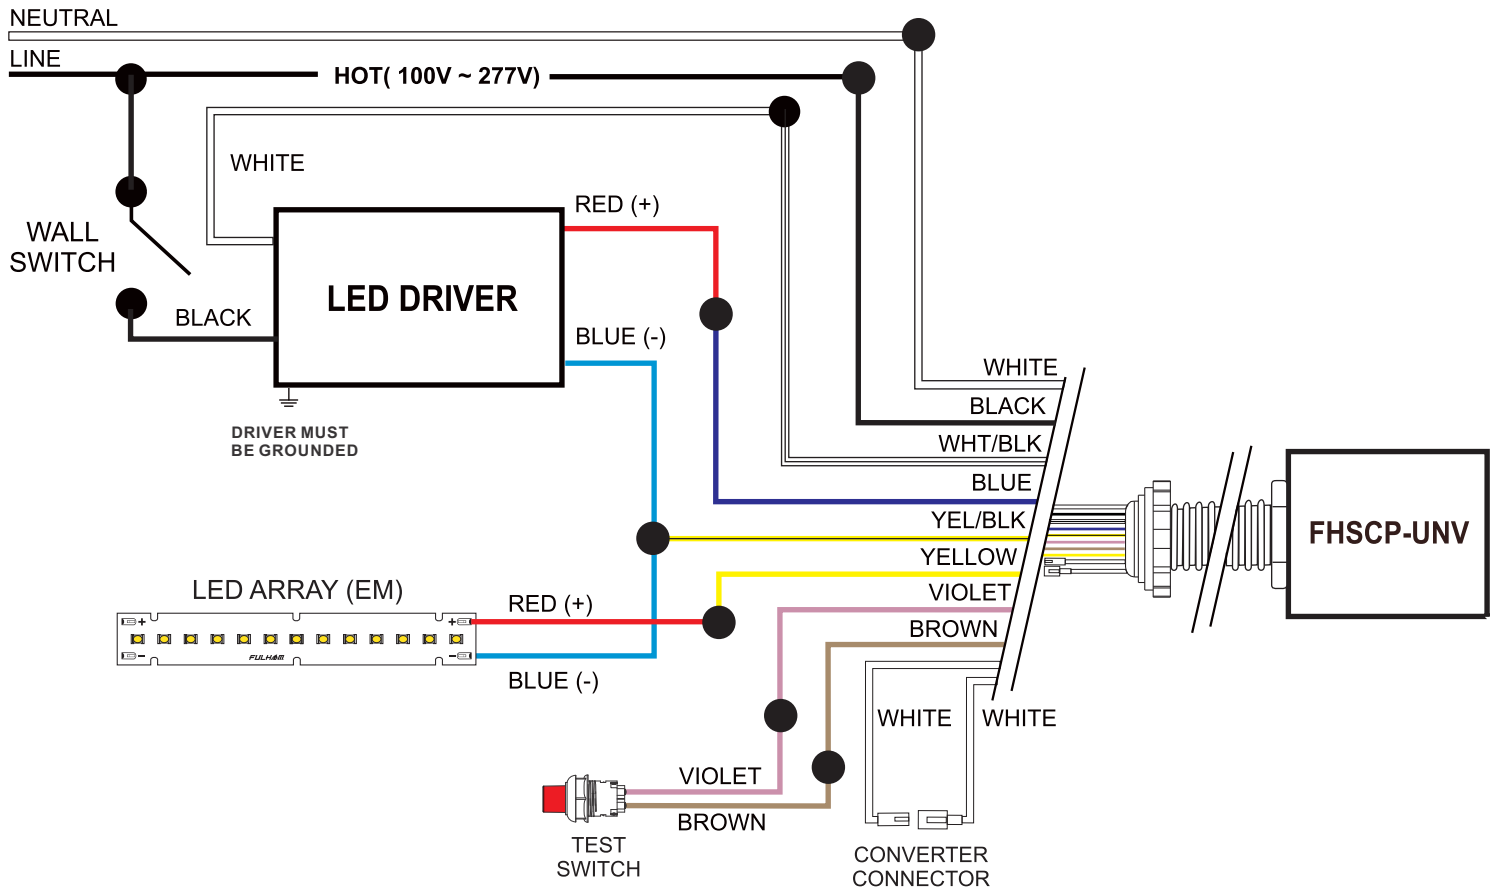 NEUTRAL
LINE
HOT( 100V ~ 277V)
WHITE
RED (+)
WALL
SWITCH
LED DRIVER
BLACK
BLUE (-)
DRIVER MUST
BE GROUNDED
WHITE
BLACK
WHT/BLK
BLUE
YEL/BLK
YELLOW
VIOLET
BROWN
FHSCP-UNV
LED ARRAY (EM)
RED (+)
+ +
- -
FULHAM
BLUE (-)
WHITE WHITE
VIOLET
BROWN
TEST
SWITCH
CONVERTER
CONNECTOR